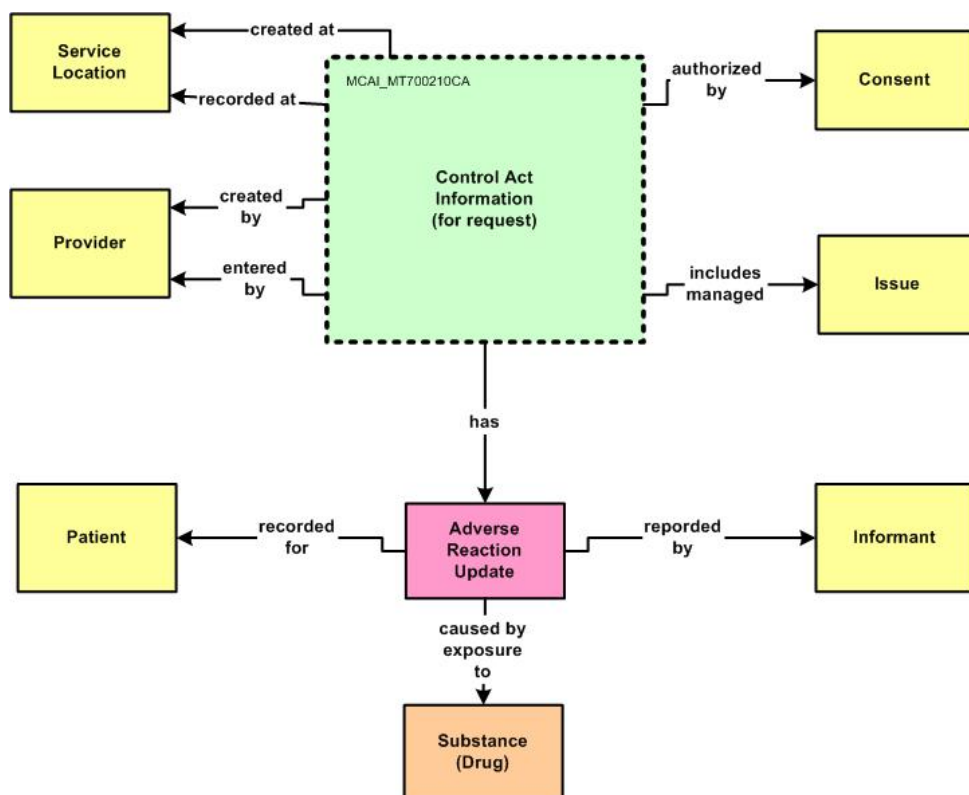 created at
Service
Location
recorded at
MCAI_MT700210CA
authorized
by
Consent
Control Act
Information
(for request)
created
by
Provider
entered
by
includes
managed
Issue
has
Patient
recorded
for
Adverse
Reaction
Update
reporded
by
Informant
caused by
exposure
to
Substance
(Drug)